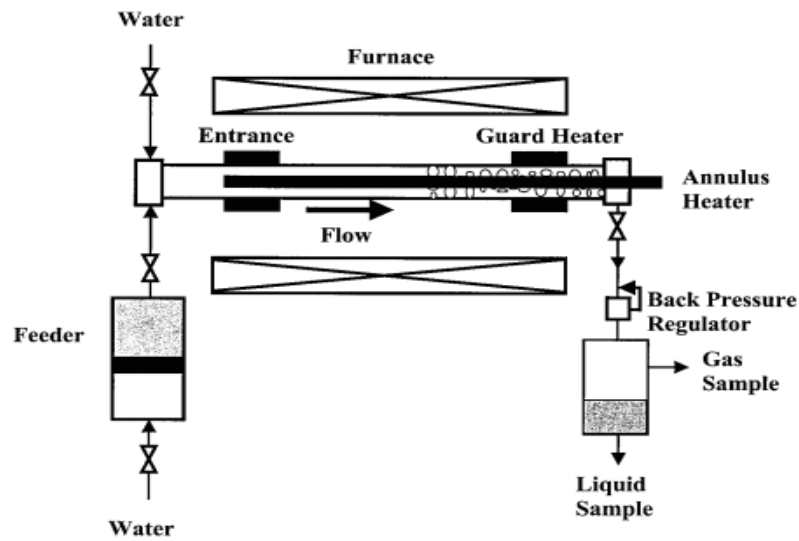 Water
Furnace
Entrance
Guard Heater
Annulus
Heater
Flow
Feeder
Back Pressure
Regulator
Gas
Sample
Liquid
Sample
Water